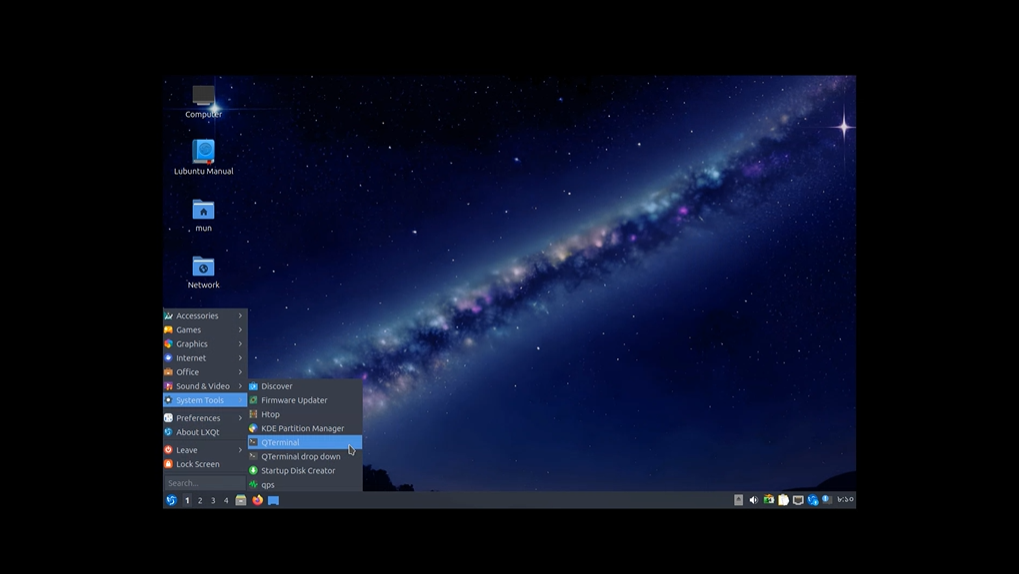 Computer
Lubuntu Manual
mun
Network
Accessories
Games
Graphics
Internet
Office
Sound & Video
System Tools
Preferences
About LXQt
Leave
Lock Screen
Search...
Discover
Firmware Updater
Htop
KDE Partition Manager
QTerminal
QTerminal drop down
Startup Disk Creator
qps
1 2 3 4